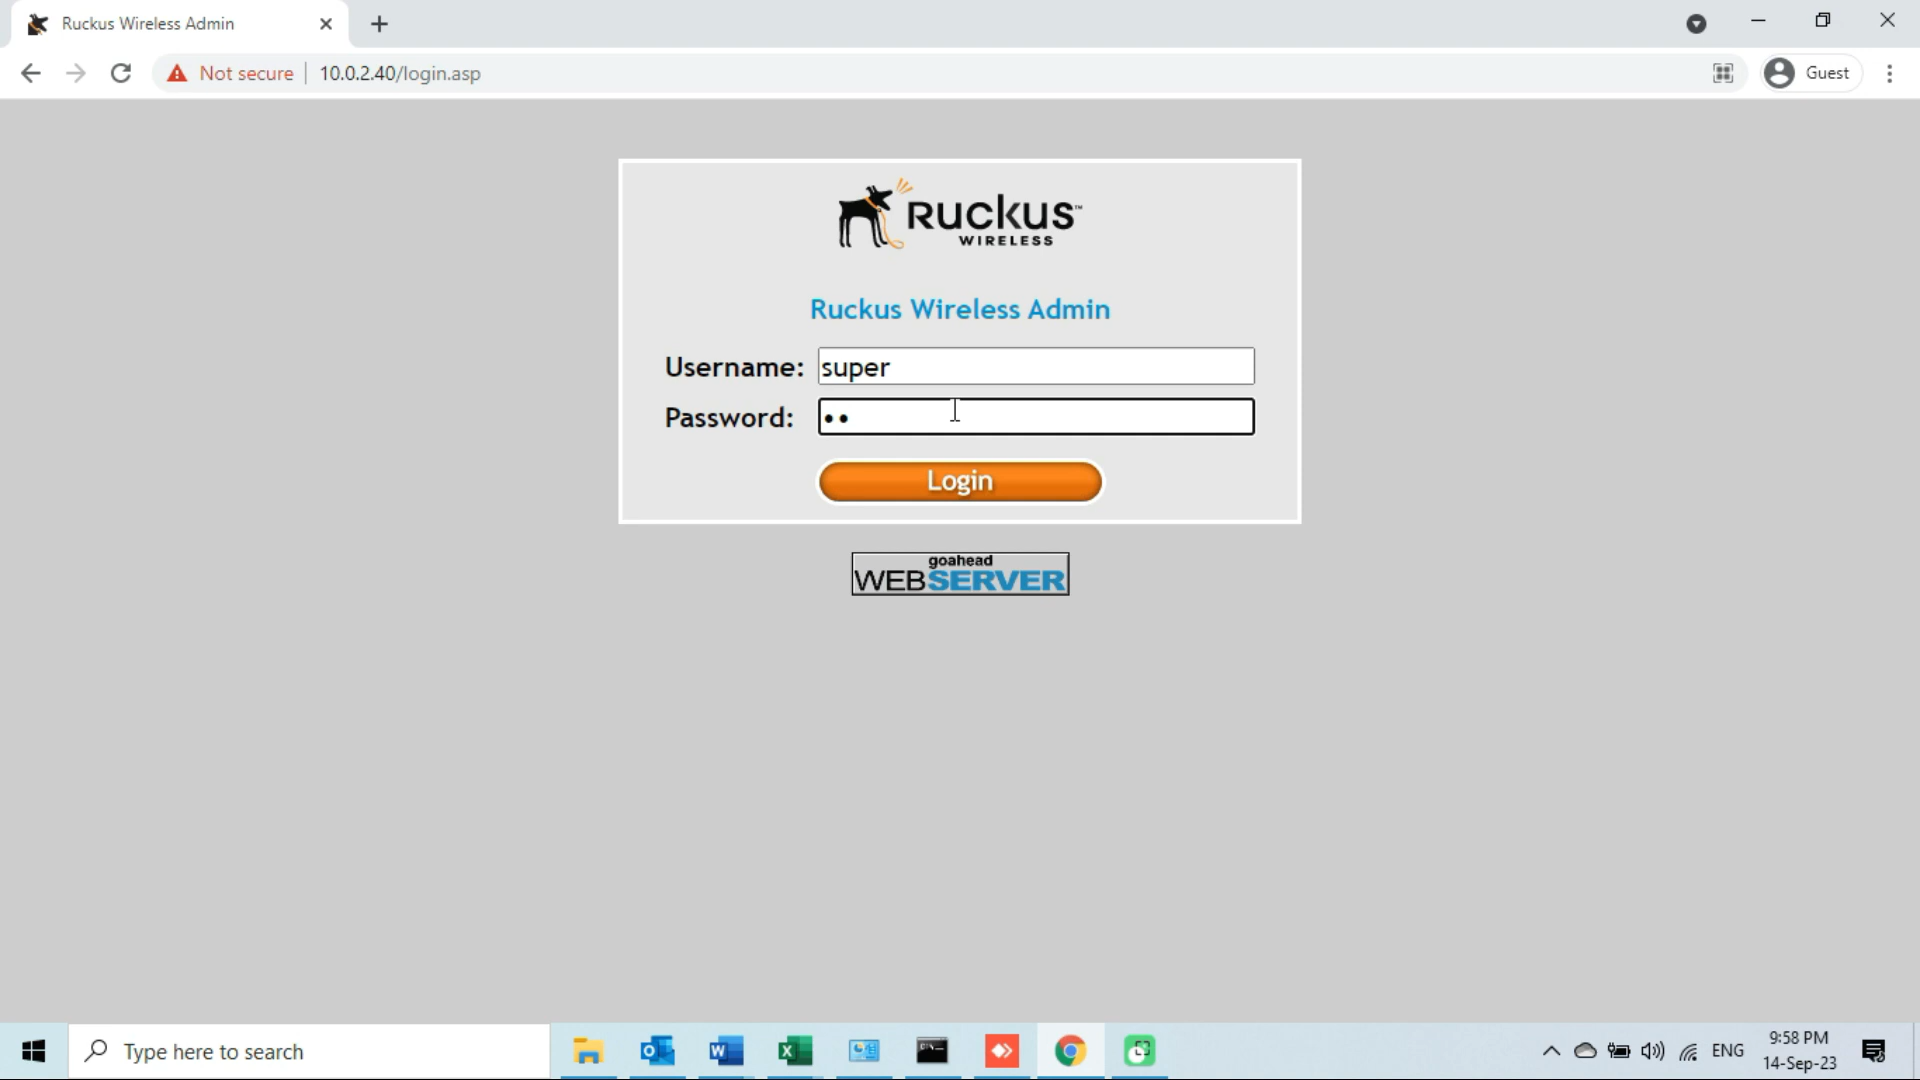 Ruckus Wireless Admin
Not secure
10.0.2.40/login.asp
Guest
Ruckus™
WIRELESS
Ruckus Wireless Admin
Username: super
Password: ••
Login
goahead
WEBSERVER
Type here to search
ENG
9:58 PM
14-Sep-23